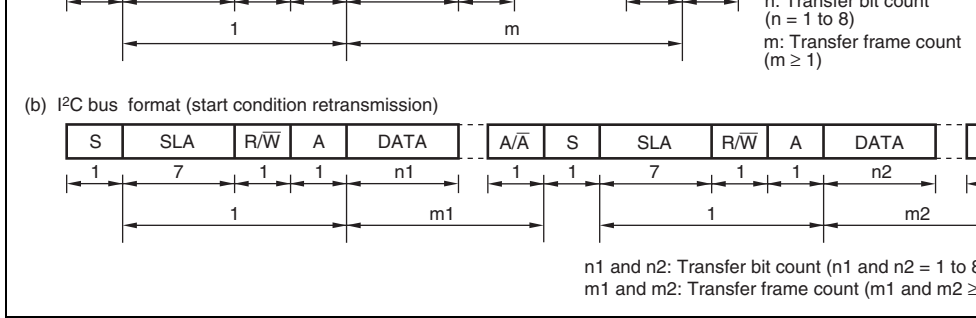 n: Transfer bit count
(n = 1 to 8)
1 m
m: Transfer frame count
(m ≥ 1)
(b) I²C bus format (start condition retransmission)
S SLA R/W̅ A DATA A/A̅ S SLA R/W̅ A DATA
1 7 1 1 n1 1 1 7 1 1 n2
1 m1 1 m2
n1 and n2: Transfer bit count (n1 and n2 = 1 to 8
m1 and m2: Transfer frame count (m1 and m2 ≥